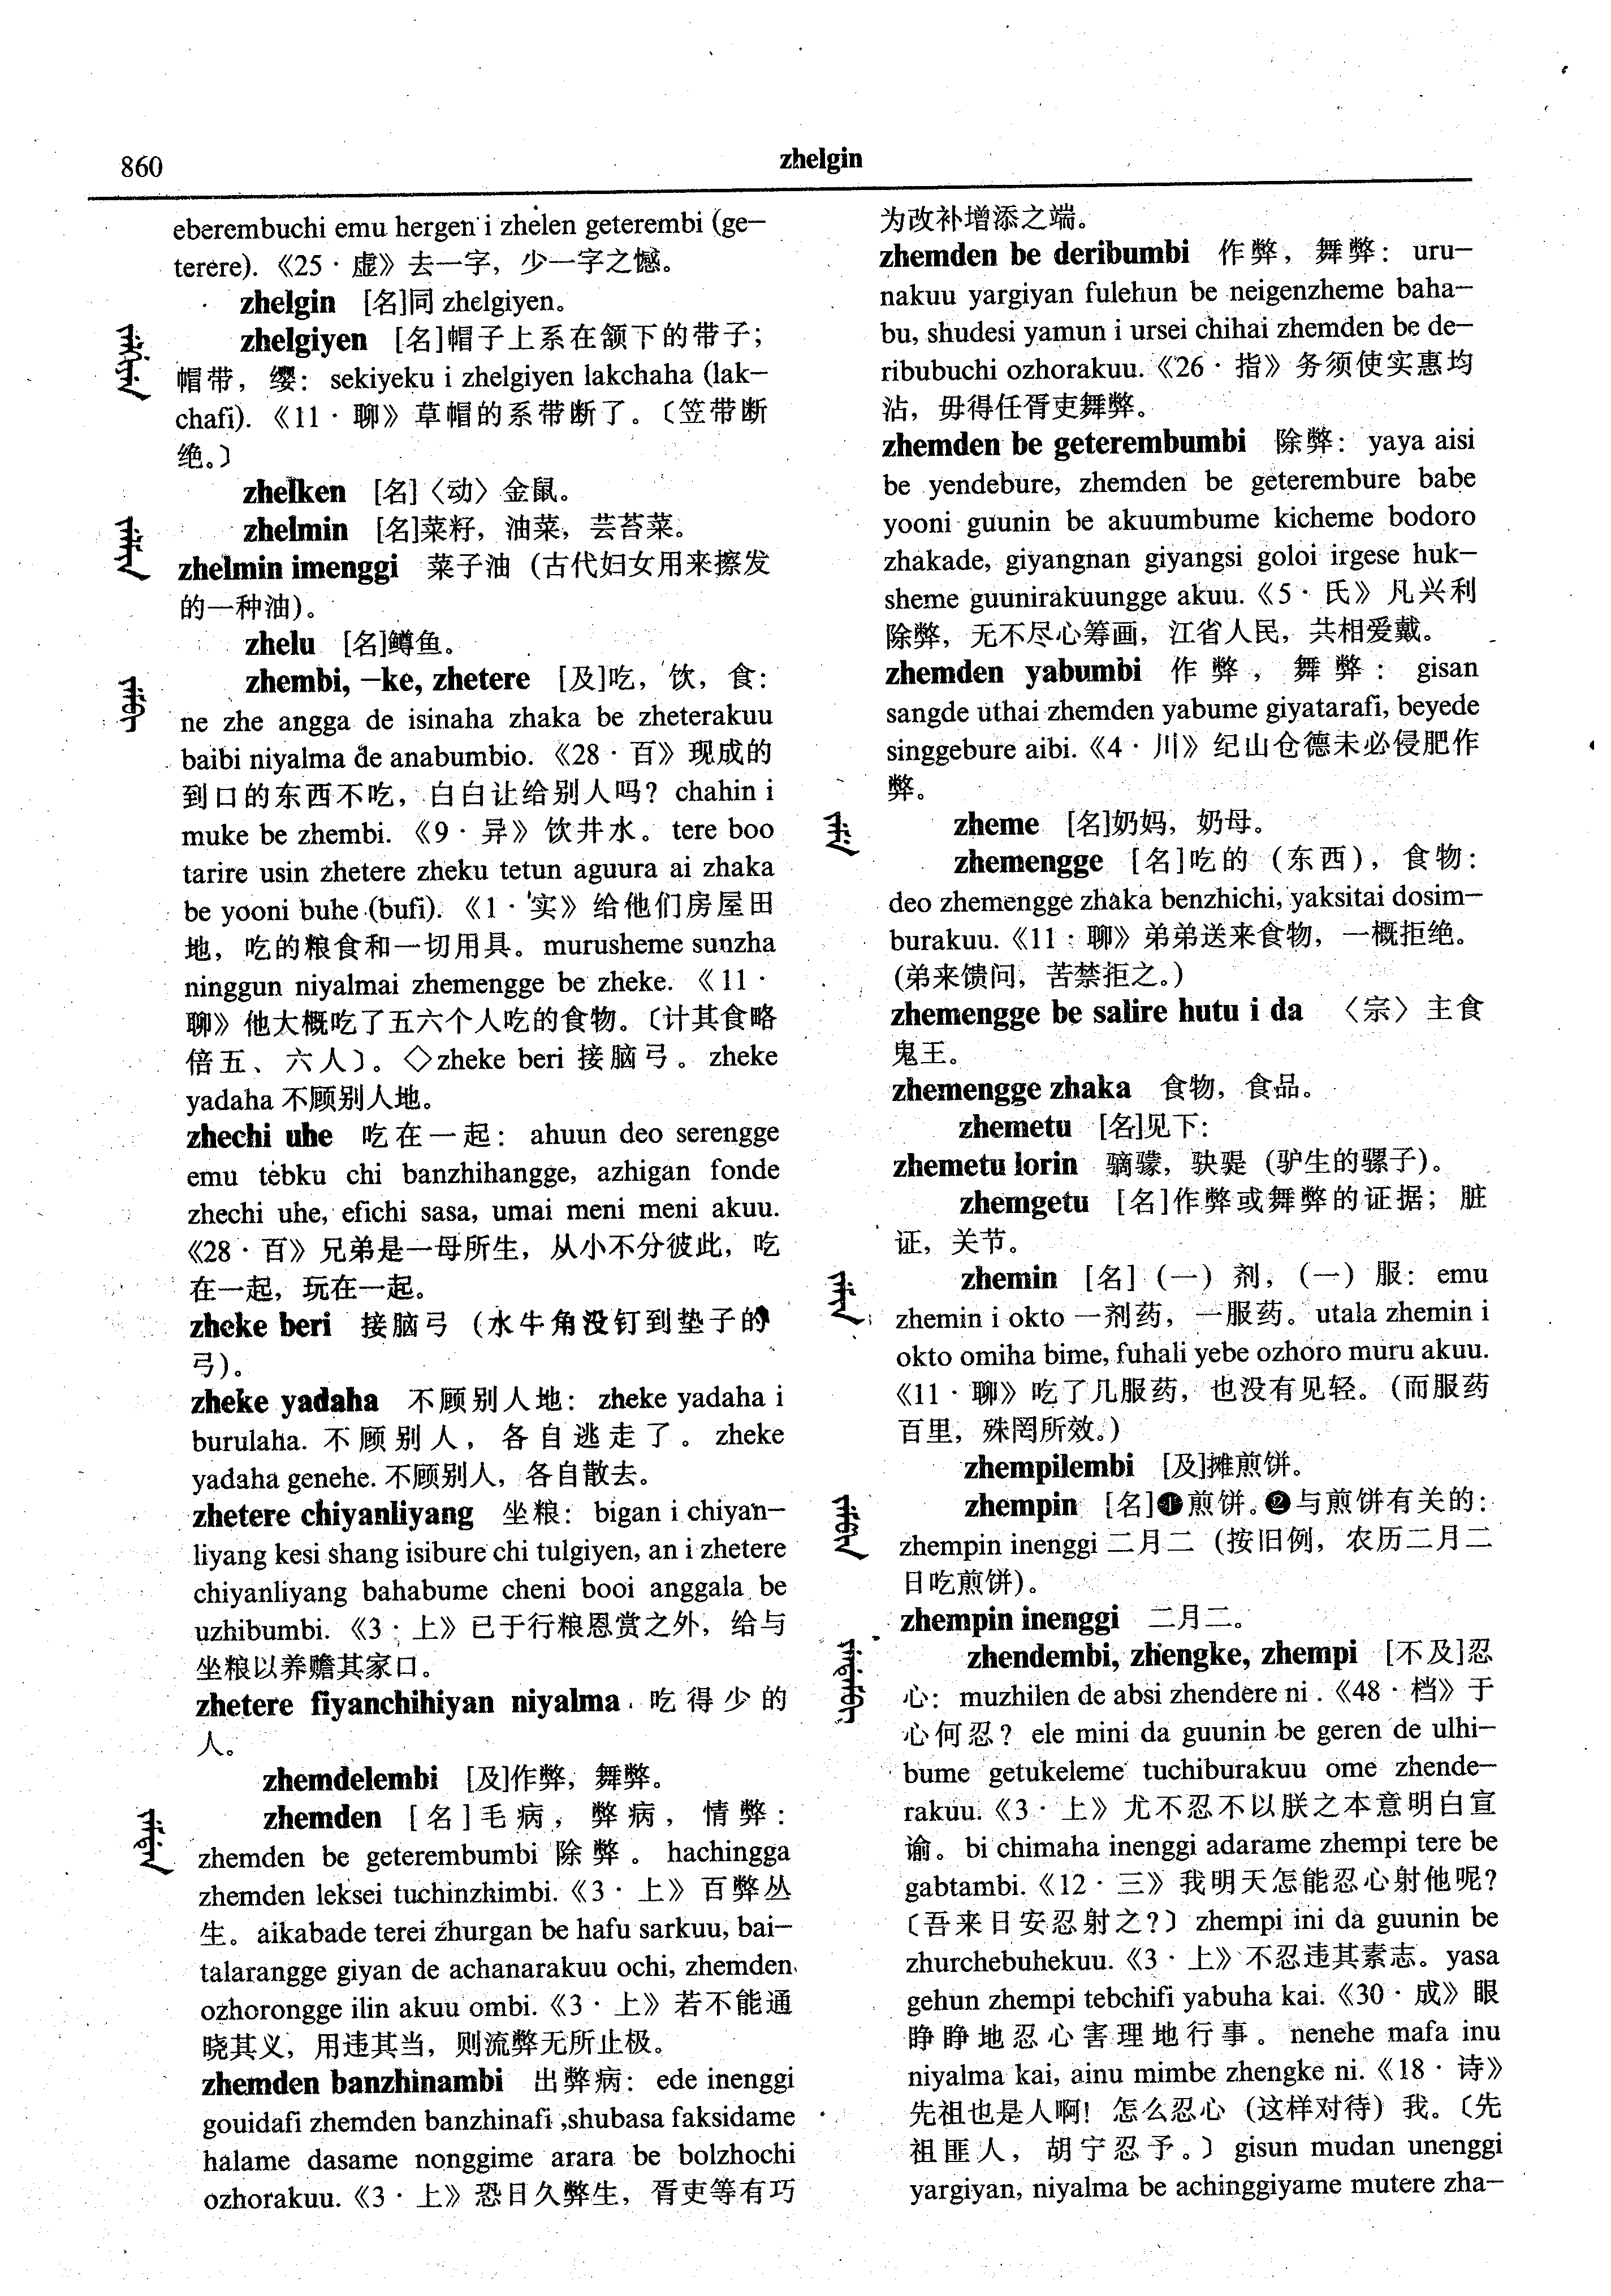 860
zhelgin
eberembuchi emu hergen i zhelen geterembi (ge—
terere). 《25 · 虚》去一字，少一字之憾。
zhelgin [名]同 zhelgiyen。
zhelgiyen [名]帽子上系在颔下的带子；
帽带，缨： sekiyeku i zhelgiyen lakchaha (lak—
chafi). 《11 · 聊》草帽的系带断了。〔笠带断
绝。〕
zhelken [名]〈动〉金鼠。
zhelmin [名]菜籽，油菜，芸苔菜。
zhelmin imenggi 菜子油（古代妇女用来擦发
的一种油）。
zhelu [名]鳟鱼。
zhembi, —ke, zhetere [及]吃，饮，食：
ne zhe angga de isinaha zhaka be zheterakuu
baibi niyalma de anabumbio. 《28 · 百》现成的
到口的东西不吃，白白让给别人吗？ chahin i
muke be zhembi. 《9 · 异》饮井水。 tere boo
tarire usin zhetere zheku tetun aguura ai zhaka
be yooni buhe (bufi). 《1 · 实》给他们房屋田
地，吃的粮食和一切用具。 murusheme sunzha
ninggun niyalmai zhemengge be zheke. 《11 ·
聊》他大概吃了五六个人吃的食物。〔计其食略
倍五、六人〕。◇zheke beri 接脑弓。 zheke
yadaha 不顾别人地。
zhechi uhe 吃在一起： ahuun deo serengge
emu tebku chi banzhihangge, azhigan fonde
zhechi uhe, efichi sasa, umai meni meni akuu.
《28 · 百》兄弟是一母所生，从小不分彼此，吃
在一起，玩在一起。
zheke beri 接脑弓（水牛角没钉到垫子的
弓）。
zheke yadaha 不顾别人地： zheke yadaha i
burulaha. 不顾别人，各自逃走了。 zheke
yadaha genehe. 不顾别人，各自散去。
zhetere chiyanliyang 坐粮： bigan i chiyan—
liyang kesi shang isibure chi tulgiyen, an i zhetere
chiyanliyang bahabume cheni booi anggala be
uzhibumbi. 《3 · 上》已于行粮恩赏之外，给与
坐粮以养赡其家口。
zhetere fiyanchihiyan niyalma 吃得少的
人。
zhemdelembi [及]作弊，舞弊。
zhemden [名]毛病，弊病，情弊：
zhemden be geterembumbi 除弊。 hachingga
zhemden leksei tuchinzhimbi.《3 · 上》百弊丛
生。 aikabade terei zhurgan be hafu sarkuu, bai—
talarangge giyan de achanarakuu ochi, zhemden
ozhorongge ilin akuu ombi.《3 · 上》若不能通
晓其义，用违其当，则流弊无所止极。
zhemden banzhinambi 出弊病： ede inenggi
gouidafi zhemden banzhinafi ,shubasa faksidame
halame dasame nonggime arara be bolzhochi
ozhorakuu.《3 · 上》恐日久弊生，胥吏等有巧
为改补增添之端。
zhemden be deribumbi 作弊，舞弊： uru—
nakuu yargiyan fulehun be neigenzheme baha—
bu, shudesi yamun i ursei chihai zhemden be de—
ribubuchi ozhorakuu.《26 · 指》务须使实惠均
沾，毋得任胥吏舞弊。
zhemden be geterembumbi 除弊： yaya aisi
be yendebure, zhemden be geterembure babe
yooni guunin be akuumbume kicheme bodoro
zhakade, giyangnan giyangsi goloi irgese huk—
sheme guunirakuungge akuu.《5 · 氏》凡兴利
除弊，无不尽心筹画，江省人民，共相爱戴。
zhemden yabumbi 作弊，舞弊： gisan
sangde uthai zhemden yabume giyatarafi, beyede
singgebure aibi.《4 · 川》纪山仓德未必侵肥作
弊。
zheme [名]奶妈，奶母。
zhemengge [名]吃的（东西），食物：
deo zhemengge zhaka benzhichi, yaksitai dosim—
burakuu.《11 · 聊》弟弟送来食物，一概拒绝。
（弟来馈问，苦禁拒之。）
zhemengge be salire hutu i da 〈宗〉主食
鬼王。
zhemengge zhaka 食物，食品。
zhemetu [名]见下：
zhemetu lorin 䮲䮫，駃騠（驴生的骡子）。
zhemgetu [名]作弊或舞弊的证据；脏
证，关节。
zhemin [名]（一）剂，（一）服： emu
zhemin i okto 一剂药，一服药。 utala zhemin i
okto omiha bime, fuhali yebe ozhoro muru akuu.
《11 · 聊》吃了几服药，也没有见轻。（而服药
百里，殊罔所效。）
zhempilembi [及]摊煎饼。
zhempin [名]❶煎饼。❷与煎饼有关的：
zhempin inenggi 二月二（按旧例，农历二月二
日吃煎饼）。
zhempin inenggi 二月二。
zhendembi, zhengke, zhempi [不及]忍
心： muzhilen de absi zhendere ni .《48 · 档》于
心何忍？ ele mini da guunin be geren de ulhi—
bume getukeleme tuchiburakuu ome zhende—
rakuu.《3 · 上》尤不忍不以朕之本意明白宣
谕。 bi chimaha inenggi adarame zhempi tere be
gabtambi.《12 · 三》我明天怎能忍心射他呢？
〔吾来日安忍射之？〕 zhempi ini da guunin be
zhurchebuhekuu.《3 · 上》不忍违其素志。 yasa
gehun zhempi tebchifi yabuha kai.《30 · 成》眼
睁睁地忍心害理地行事。 nenehe mafa inu
niyalma kai, ainu mimbe zhengke ni.《18 · 诗》
先祖也是人啊！怎么忍心（这样对待）我。〔先
祖匪人，胡宁忍予。〕 gisun mudan unenggi
yargiyan, niyalma be achinggiyame mutere zha—